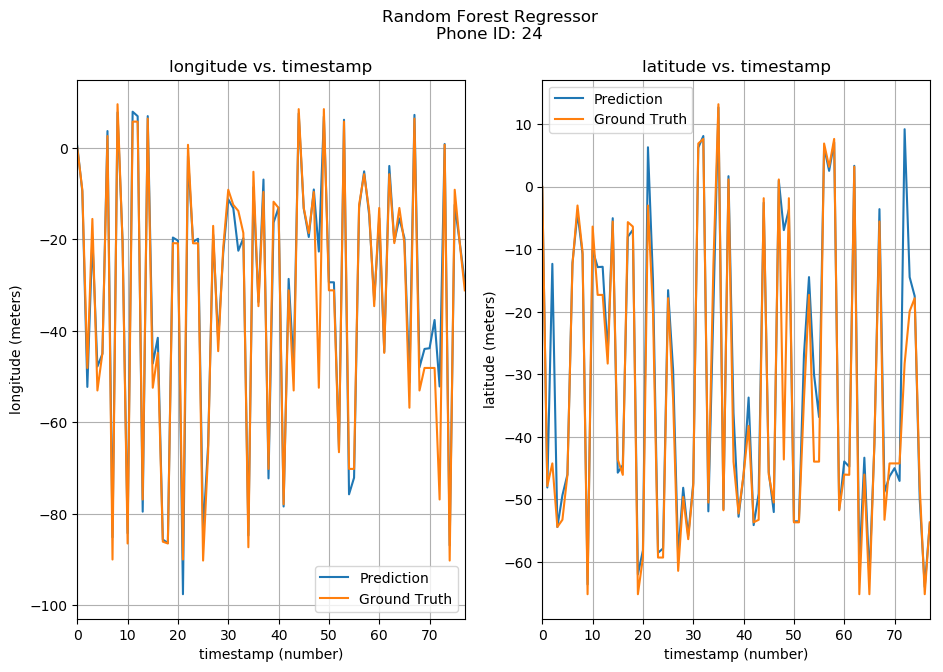 Random Forest Regressor
Phone ID: 24
longitude vs. timestamp
longitude (meters)
0
−20
−40
−60
−80
−100
0 10 20 30 40 50 60 70
timestamp (number)
Prediction
Ground Truth
latitude vs. timestamp
latitude (meters)
10
0
−10
−20
−30
−40
−50
−60
0 10 20 30 40 50 60 70
timestamp (number)
Prediction
Ground Truth